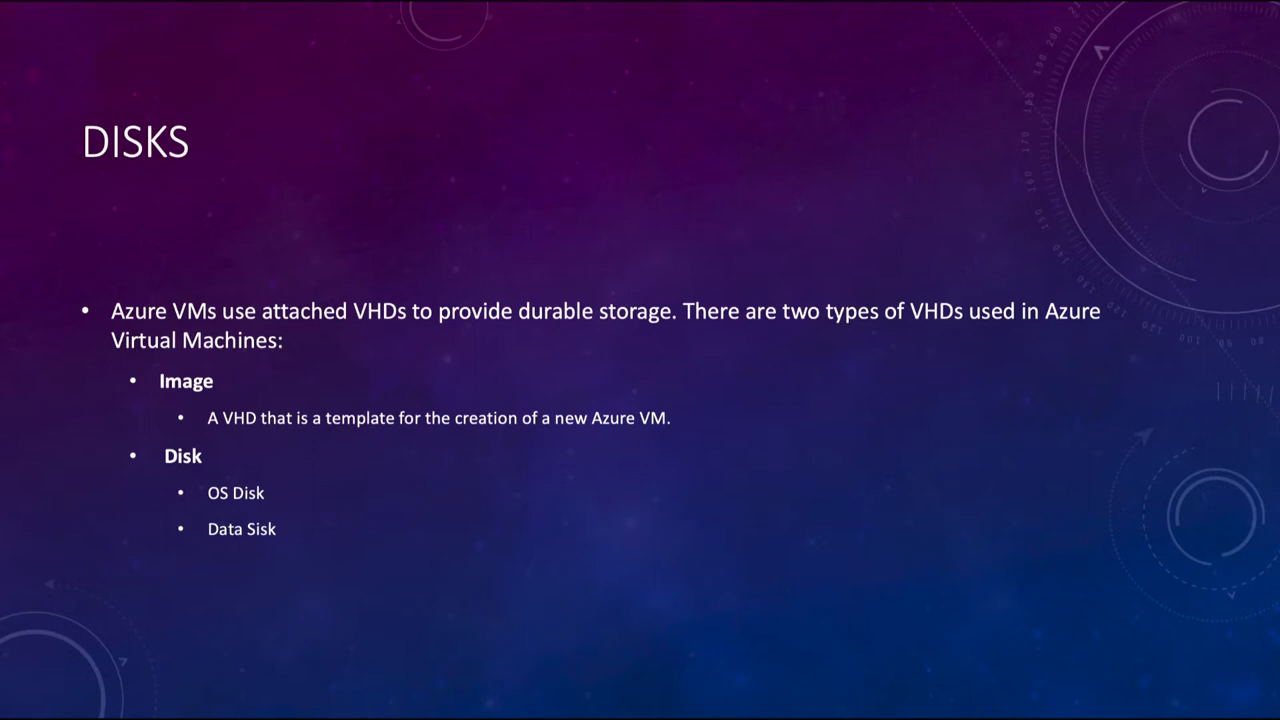 DISKS
• Azure VMs use attached VHDs to provide durable storage. There are two types of VHDs used in Azure
Virtual Machines:
• Image
• A VHD that is a template for the creation of a new Azure VM.
• Disk
• OS Disk
• Data Sisk